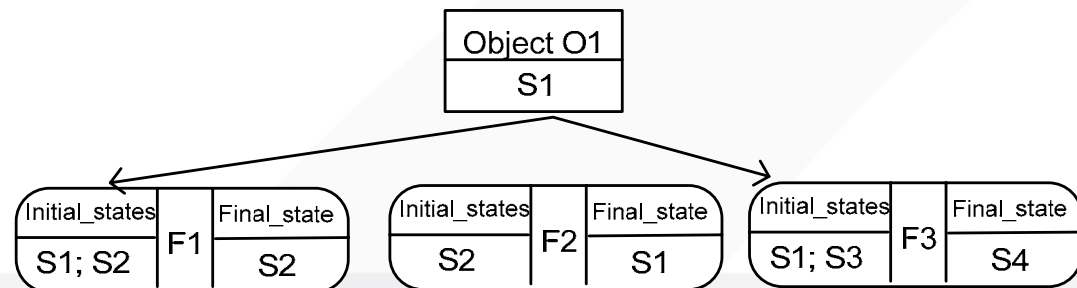 Object O1
S1
Initial_states F1 Final_state
S1; S2 S2
Initial_states F2 Final_state
S2 S1
Initial_states F3 Final_state
S1; S3 S4